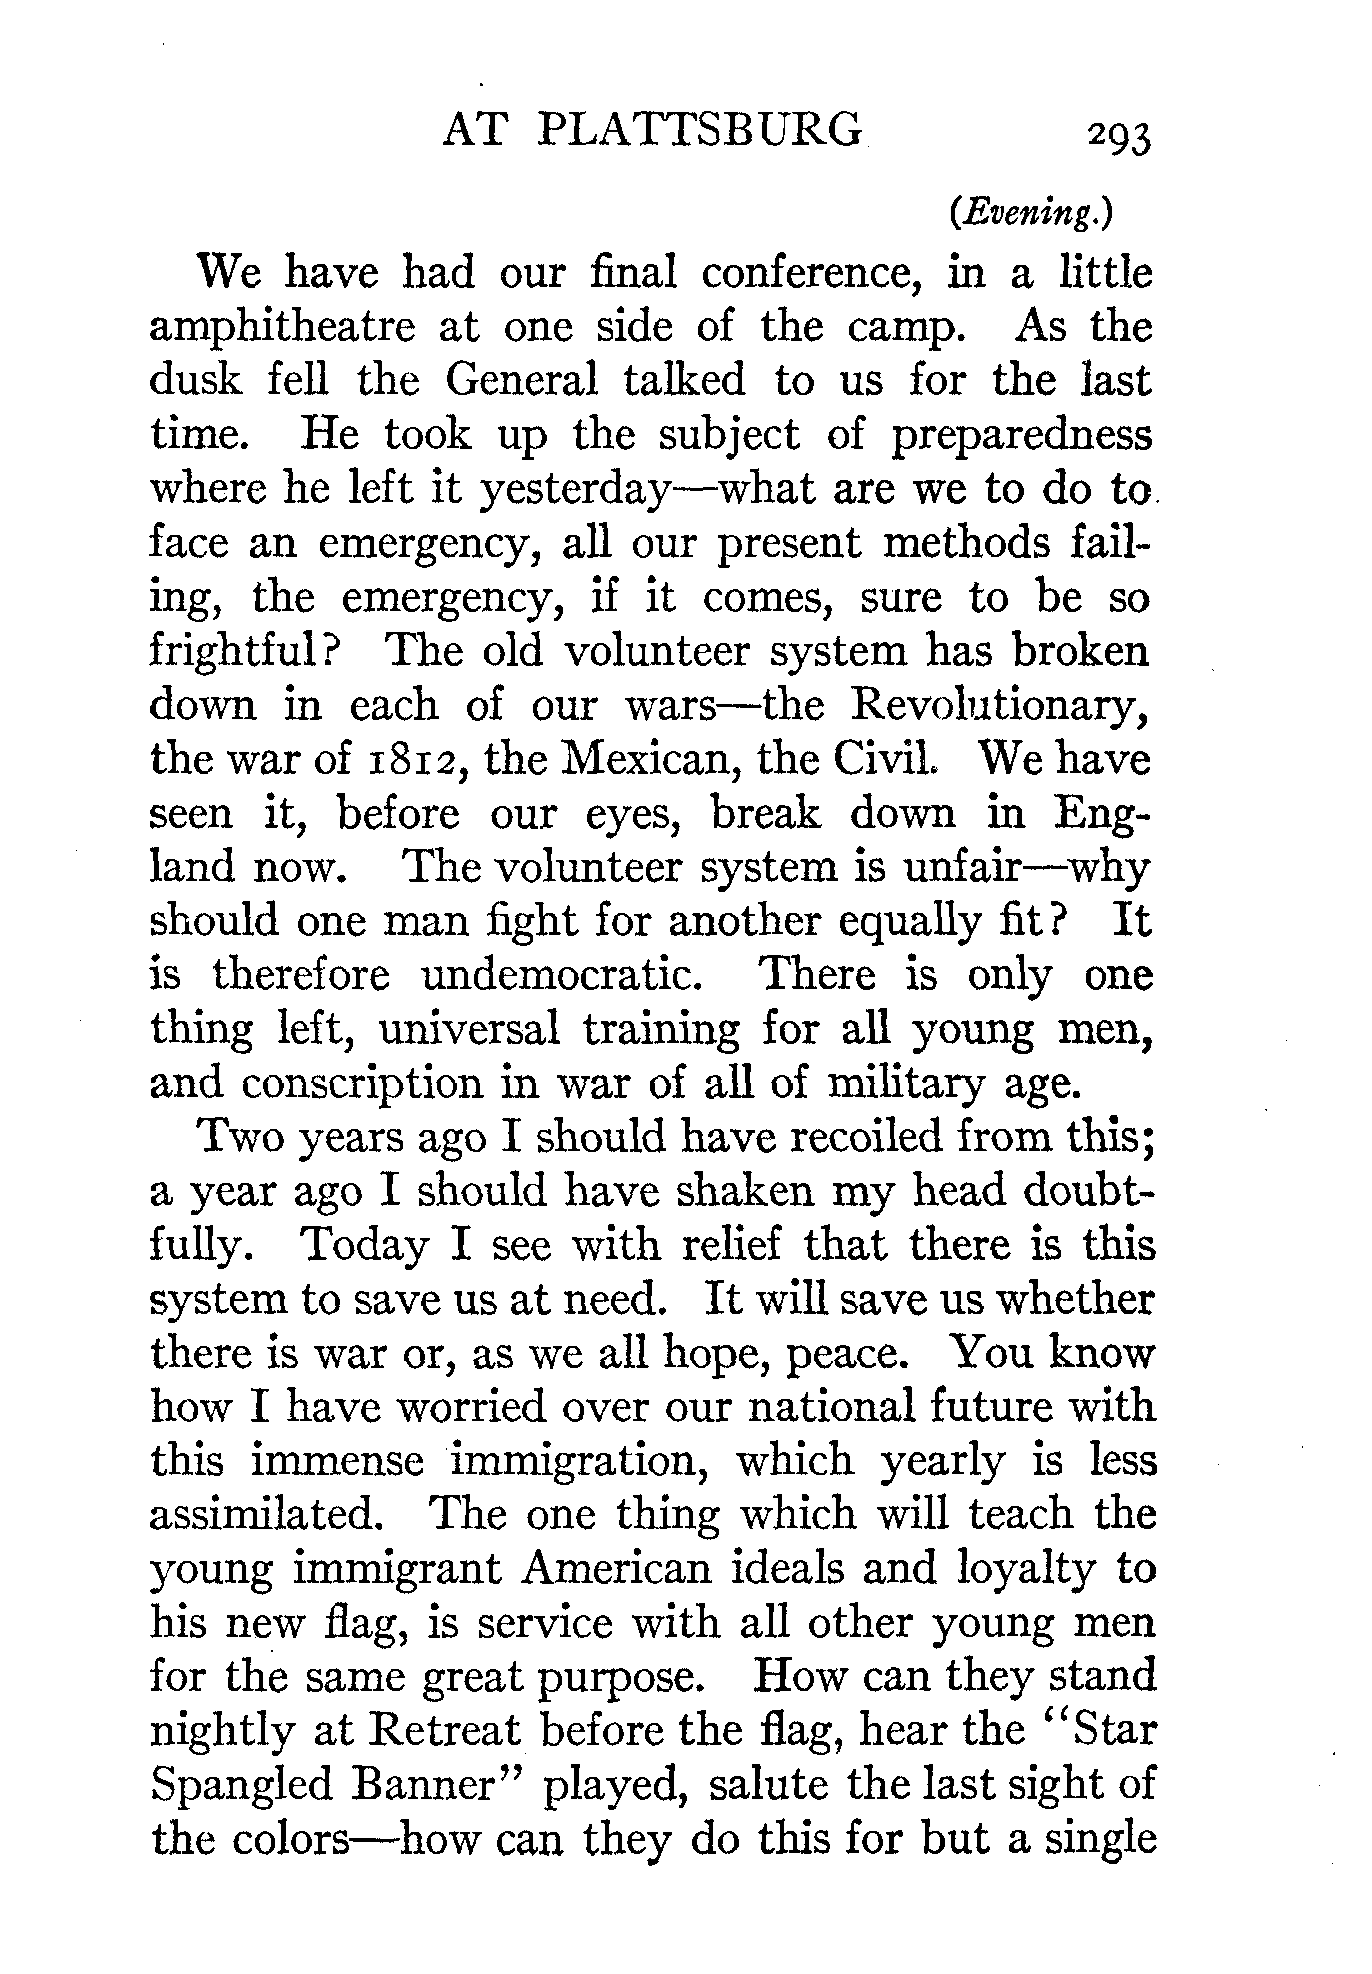 AT PLATTSBURG 293
(Evening.)
We have had our final conference, in a little
amphitheatre at one side of the camp. As the
dusk fell the General talked to us for the last
time. He took up the subject of preparedness
where he left it yesterday—what are we to do to
face an emergency, all our present methods fail-
ing, the emergency, if it comes, sure to be so
frightful? The old volunteer system has broken
down in each of our wars—the Revolutionary,
the war of 1812, the Mexican, the Civil. We have
seen it, before our eyes, break down in Eng-
land now. The volunteer system is unfair—why
should one man fight for another equally fit? It
is therefore undemocratic. There is only one
thing left, universal training for all young men,
and conscription in war of all of military age.
Two years ago I should have recoiled from this;
a year ago I should have shaken my head doubt-
fully. Today I see with relief that there is this
system to save us at need. It will save us whether
there is war or, as we all hope, peace. You know
how I have worried over our national future with
this immense immigration, which yearly is less
assimilated. The one thing which will teach the
young immigrant American ideals and loyalty to
his new flag, is service with all other young men
for the same great purpose. How can they stand
nightly at Retreat before the flag, hear the "Star
Spangled Banner" played, salute the last sight of
the colors—how can they do this for but a single